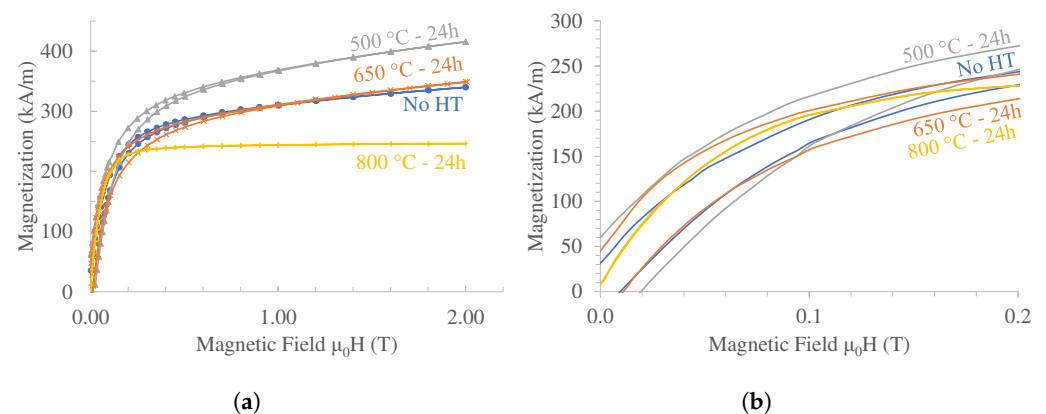 500 °C - 24h
650 °C - 24h
No HT
800 °C - 24h
Magnetization (kA/m)
400
300
200
100
0
0.00 1.00 2.00
Magnetic Field μ₀H (T)
(a)
500 °C - 24h
No HT
650 °C - 24h
800 °C - 24h
Magnetization (kA/m)
300
250
200
150
100
50
0
0.0 0.1 0.2
Magnetic Field μ₀H (T)
(b)